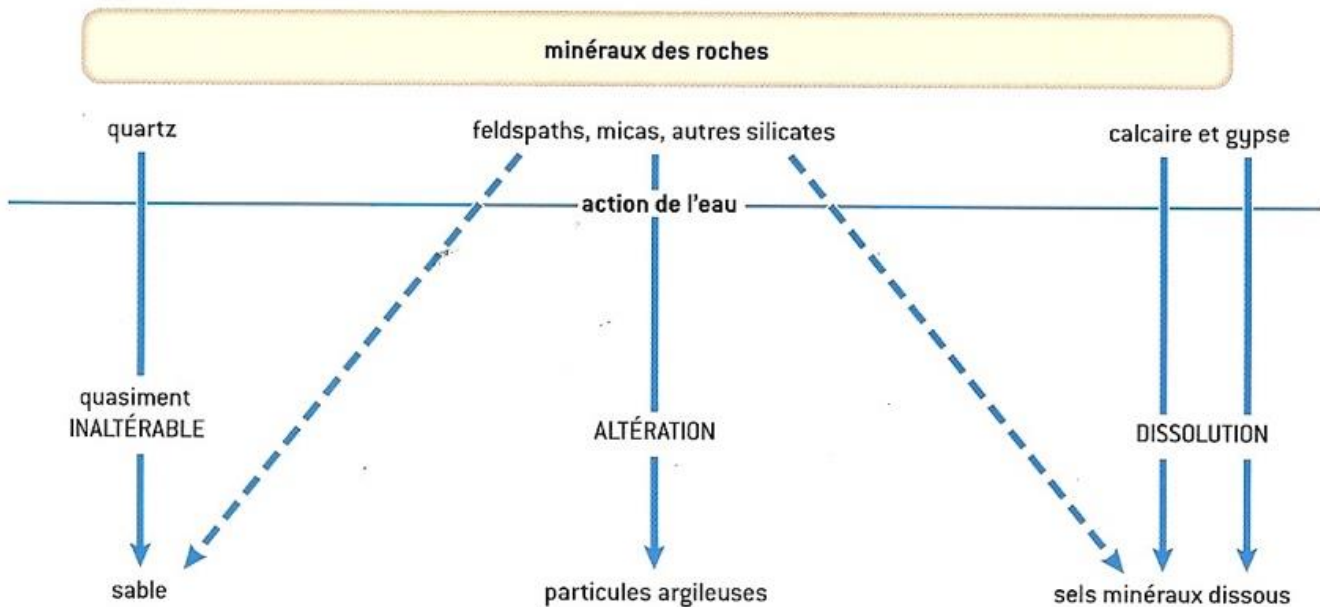 minéraux des roches
quartz
feldspaths, micas, autres silicates
calcaire et gypse
action de l'eau
quasiment
INALTÉRABLE
ALTÉRATION
DISSOLUTION
sable
particules argileuses
sels minéraux dissous